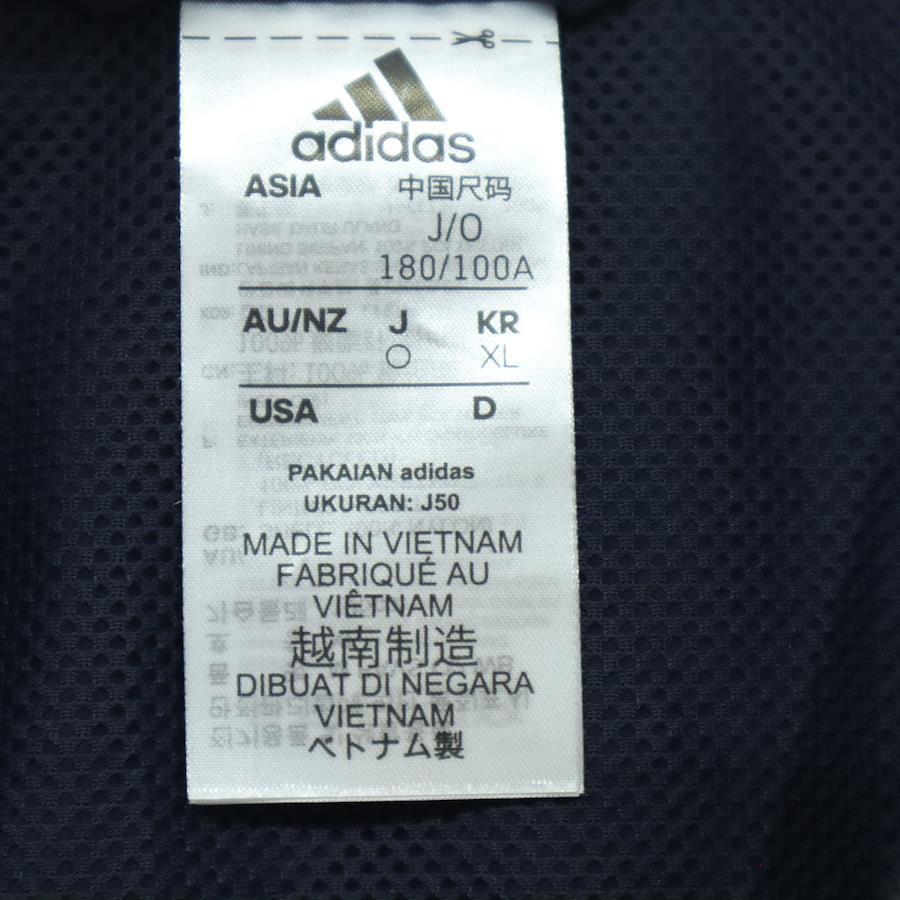 adidas
ASIA 中国尺码
J/O
180/100A
AU/NZ J KR
O XL
USA D
PAKAIAN adidas
UKURAN: J50
MADE IN VIETNAM
FABRIQUÉ AU
VIÊTNAM
越南制造
DIBUAT DI NEGARA
VIETNAM
ベトナム製